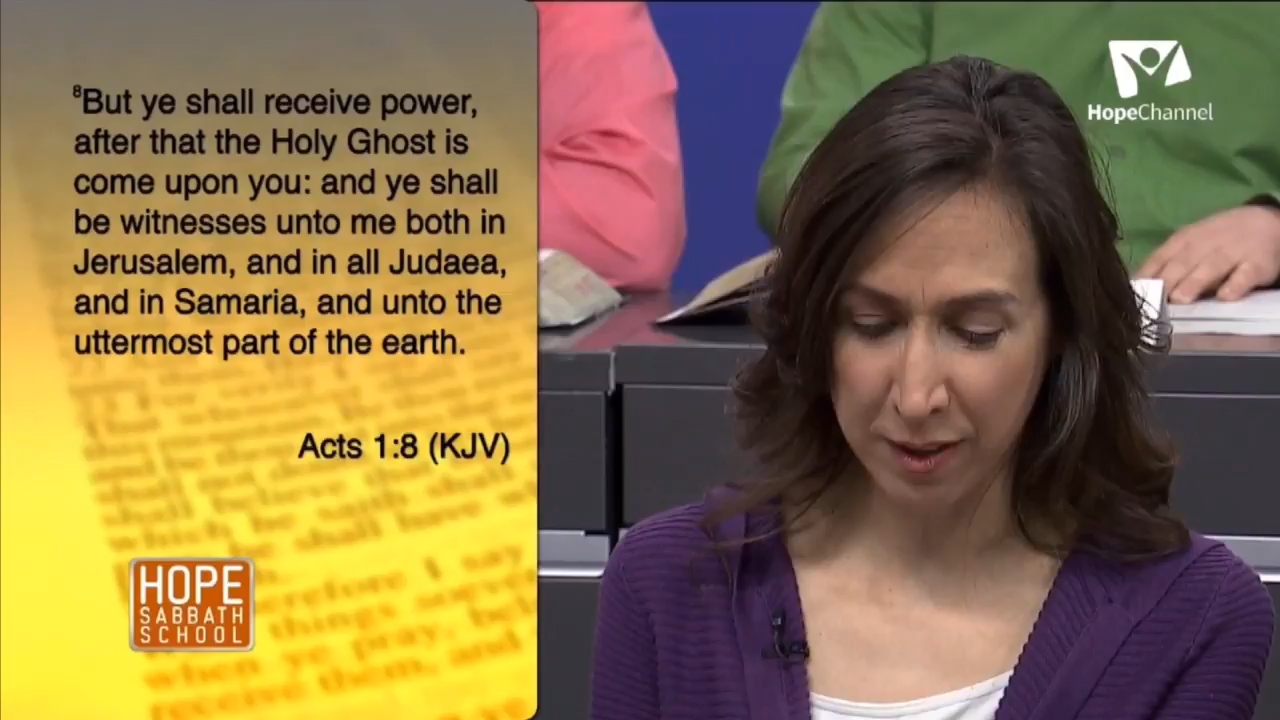 ⁸But ye shall receive power,
after that the Holy Ghost is
come upon you: and ye shall
be witnesses unto me both in
Jerusalem, and in all Judaea,
and in Samaria, and unto the
uttermost part of the earth.
Acts 1:8 (KJV)
HOPE
SABBATH
SCHOOL
HopeChannel